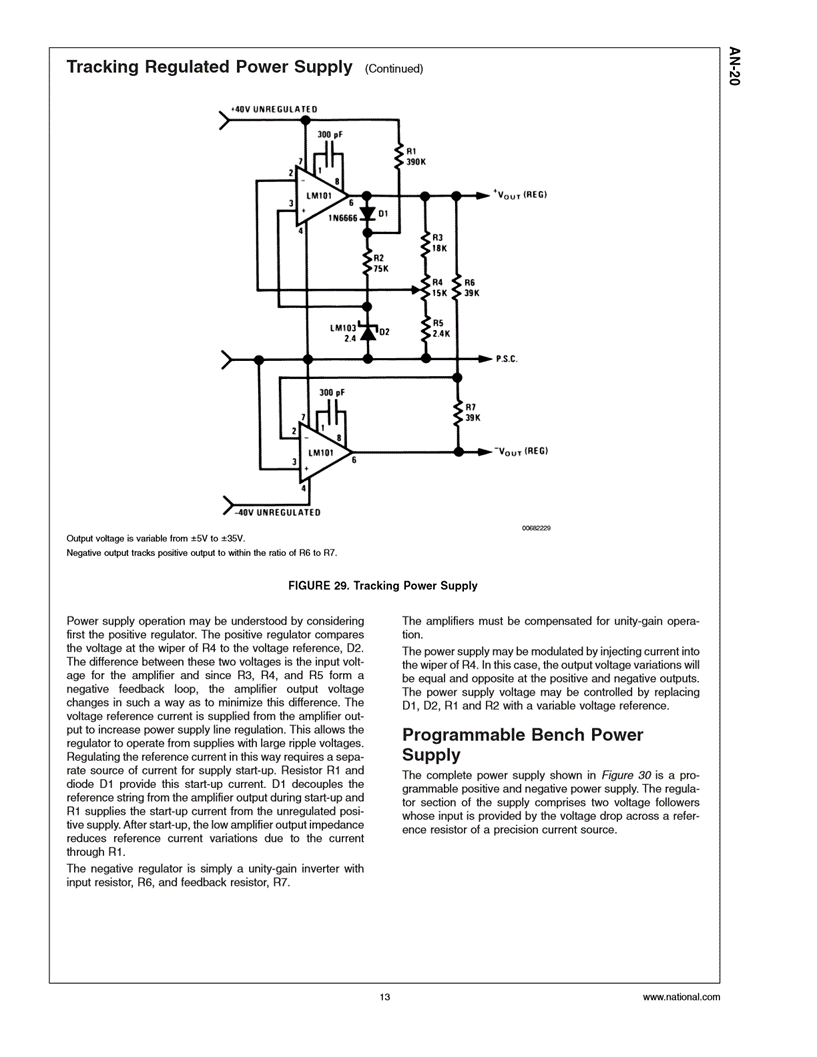 AN-20
Tracking Regulated Power Supply (Continued)
+40V UNREGULATED
300 pF
R1
390K
7
2
1
8
LM101
+VOUT (REG)
3
6
1N6666
D1
4
R3
18K
R2
75K
R4
15K
R6
39K
LM103
2.4
D2
R5
2.4K
P.S.C.
300 pF
R7
39K
7
2
1
8
LM101
−VOUT (REG)
3
6
4
-40V UNREGULATED
00682229
Output voltage is variable from ±5V to ±35V.
Negative output tracks positive output to within the ratio of R6 to R7.
FIGURE 29. Tracking Power Supply
Power supply operation may be understood by considering
first the positive regulator. The positive regulator compares
the voltage at the wiper of R4 to the voltage reference, D2.
The difference between these two voltages is the input volt-
age for the amplifier and since R3, R4, and R5 form a
negative feedback loop, the amplifier output voltage
changes in such a way as to minimize this difference. The
voltage reference current is supplied from the amplifier out-
put to increase power supply line regulation. This allows the
regulator to operate from supplies with large ripple voltages.
Regulating the reference current in this way requires a sepa-
rate source of current for supply start-up. Resistor R1 and
diode D1 provide this start-up current. D1 decouples the
reference string from the amplifier output during start-up and
R1 supplies the start-up current from the unregulated posi-
tive supply. After start-up, the low amplifier output impedance
reduces reference current variations due to the current
through R1.
The negative regulator is simply a unity-gain inverter with
input resistor, R6, and feedback resistor, R7.
The amplifiers must be compensated for unity-gain opera-
tion.
The power supply may be modulated by injecting current into
the wiper of R4. In this case, the output voltage variations will
be equal and opposite at the positive and negative outputs.
The power supply voltage may be controlled by replacing
D1, D2, R1 and R2 with a variable voltage reference.
Programmable Bench Power
Supply
The complete power supply shown in Figure 30 is a pro-
grammable positive and negative power supply. The regula-
tor section of the supply comprises two voltage followers
whose input is provided by the voltage drop across a refer-
ence resistor of a precision current source.
13
www.national.com